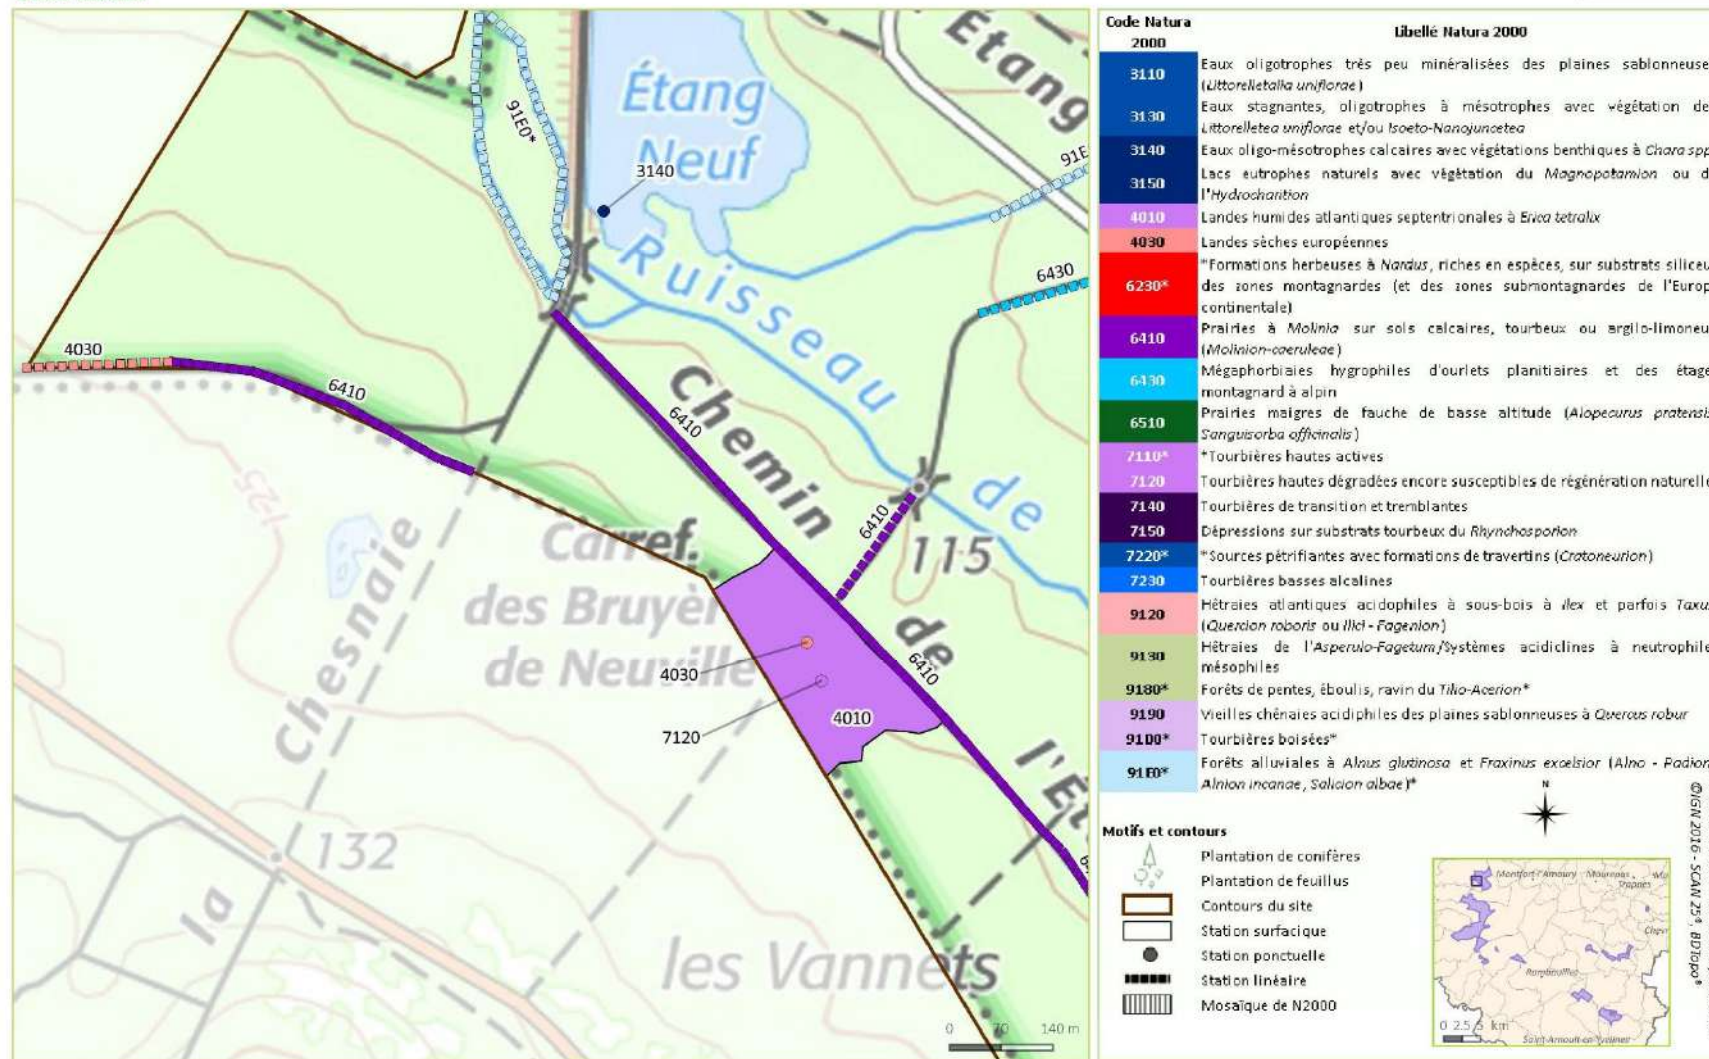 Étang
Neuf
Étang
91E0*
3140
91E
Ruisseau
de
6430
4030
6410
6410
Chemin
de
l'Ét
6410
115
125
Carref.
des Bruyèr
de Neuville
Chesnaie
la
4030
7120
4010
6410
132
les Vannets
0 70 140 m
Code Natura
2000
Libellé Natura 2000
3110
Eaux oligotrophes très peu minéralisées des plaines sablonneuse
(Littorelletalia uniflorae)
3130
Eaux stagnantes, oligotrophes à mésotrophes avec végétation de
Littorelletea uniflorae et/ou Isoeto-Nanojuncetea
3140
Eaux oligo-mésotrophes calcaires avec végétations benthiques à Chara spp
3150
Lacs eutrophes naturels avec végétation du Magnopotamion ou d
l'Hydrocharition
4010
Landes humides atlantiques septentrionales à Erica tetralix
4030
Landes sèches européennes
6230*
*Formations herbeuses à Nardus, riches en espèces, sur substrats siliceu
des zones montagnardes (et des zones submontagnardes de l'Europ
continentale)
6410
Prairies à Molinia sur sols calcaires, tourbeux ou argilo-limoneu
(Molinion-caeruleae)
6430
Mégaphorbiaies hygrophiles d'ourlets planitiaires et des étage
montagnard à alpin
6510
Prairies maigres de fauche de basse altitude (Alopecurus pratensis
Sanguisorba officinalis)
7110*
*Tourbières hautes actives
7120
Tourbières hautes dégradées encore susceptibles de régénération naturelle
7140
Tourbières de transition et tremblantes
7150
Dépressions sur substrats tourbeux du Rhynchosporion
7220*
*Sources pétrifiantes avec formations de travertins (Cratoneurion)
7230
Tourbières basses alcalines
9120
Hêtraies atlantiques acidophiles à sous-bois à Ilex et parfois Taxus
(Quercion roboris ou Ilici - Fagenion)
9130
Hêtraies de l'Asperulo-Fagetum/Systèmes acidiclines à neutrophile
mésophiles
9180*
Forêts de pentes, éboulis, ravin du Tilio-Acerion*
9190
Vieilles chênaies acidiphiles des plaines sablonneuses à Quercus robur
91D0*
Tourbières boisées*
91E0*
Forêts alluviales à Alnus glutinosa et Fraxinus excelsior (Alno - Padion
Alnion incanae, Salicion albae)*
N
Motifs et contours
Plantation de conifères
Plantation de feuillus
Contours du site
Station surfacique
Station ponctuelle
Station linéaire
Mosaïque de N2000
Montfort-l'Amaury
Maurepas
Trappes
Chevr
Rambouillet
0 2.5 5 km
Saint-Arnoult-en-Yvelines
©IGN 2016 - SCAN 25®, BDTopo®